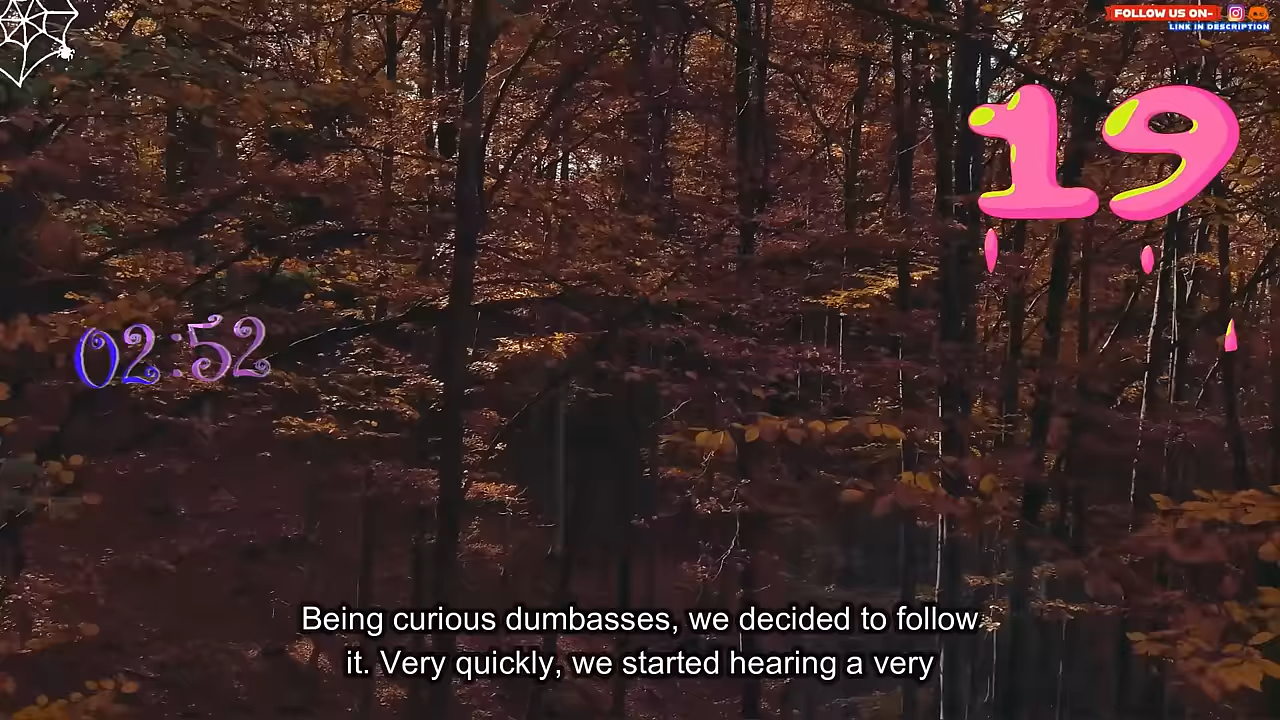 FOLLOW US ON-
LINK IN DESCRIPTION
19
02:52
Being curious dumbasses, we decided to follow
it. Very quickly, we started hearing a very